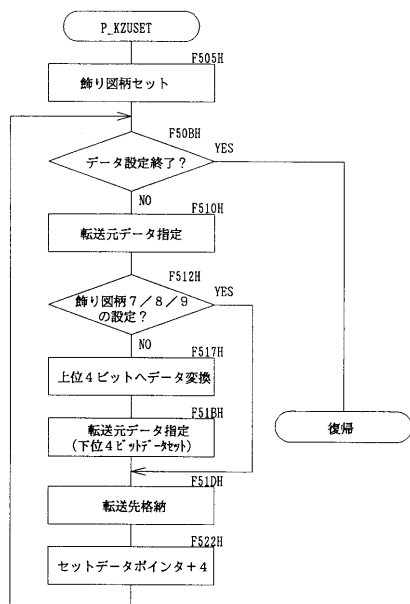 P_KZUSET
F505H
飾り図柄セット
F50BH
データ設定終了?
YES
NO
F510H
転送元データ指定
F512H
飾り図柄7/8/9
の設定?
YES
NO
F517H
上位4ビットへデータ変換
F51BH
転送元データ指定
(下位4ビットデータセット)
復帰
F51DH
転送先格納
F522H
セットデータポインタ+4